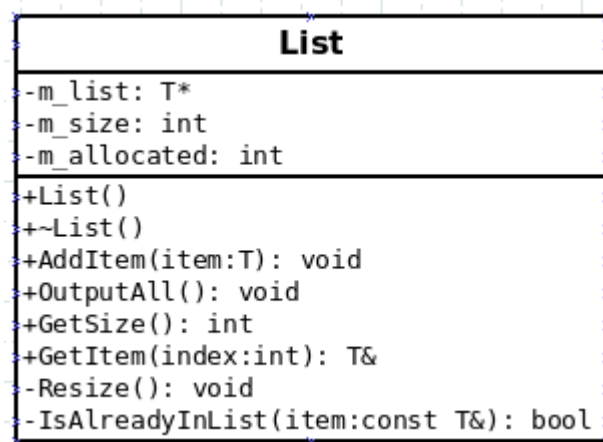 List
-m_list: T*
-m_size: int
-m_allocated: int
+List()
+~List()
+AddItem(item:T): void
+OutputAll(): void
+GetSize(): int
+GetItem(index:int): T&
-Resize(): void
-IsAlreadyInList(item:const T&): bool